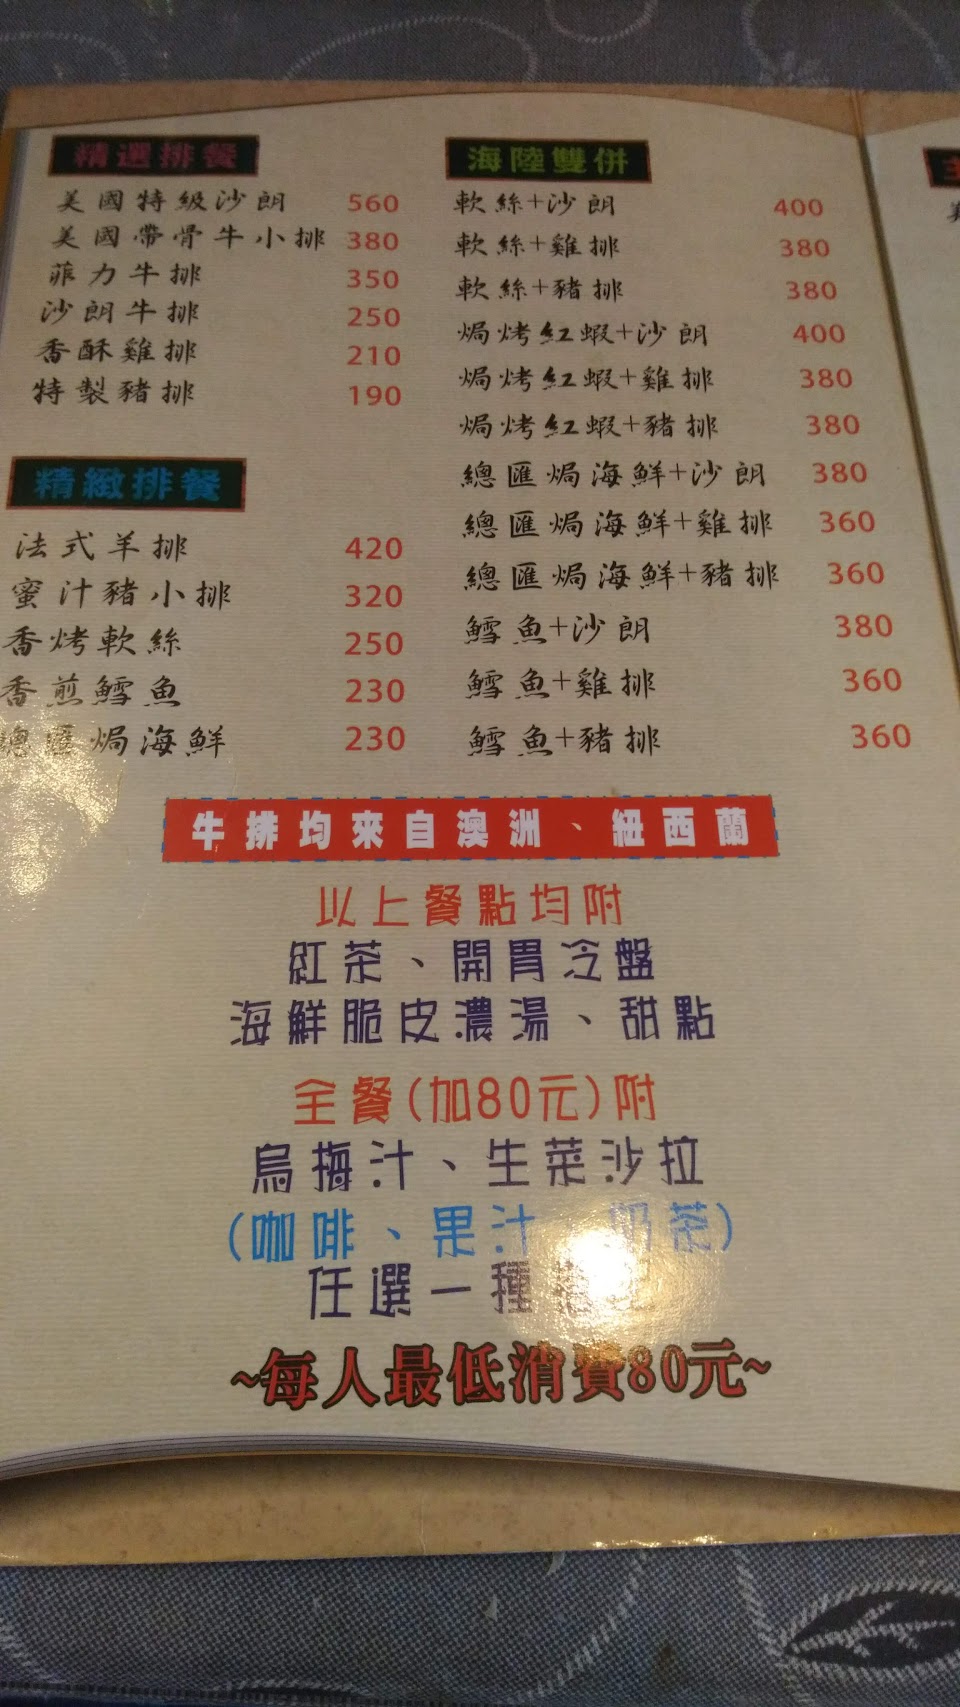 精選排餐
美國特級沙朗 560
美國帶骨牛小排 380
菲力牛排 350
沙朗牛排 250
香酥雞排 210
特製豬排 190
精緻排餐
法式羊排 420
蜜汁豬小排 320
香烤軟絲 250
香煎鱈魚 230
總匯焗海鮮 230
海陸雙併
軟絲+沙朗 400
軟絲+雞排 380
軟絲+豬排 380
焗烤紅蝦+沙朗 400
焗烤紅蝦+雞排 380
焗烤紅蝦+豬排 380
總匯焗海鮮+沙朗 380
總匯焗海鮮+雞排 360
總匯焗海鮮+豬排 360
鱈魚+沙朗 380
鱈魚+雞排 360
鱈魚+豬排 360
牛排均來自澳洲、紐西蘭
以上餐點均附
紅茶、開胃冷盤
海鮮脆皮濃湯、甜點
全餐(加80元)附
烏梅汁、生菜沙拉
(咖啡、果汁、奶茶)
任選一種
~每人最低消費80元~